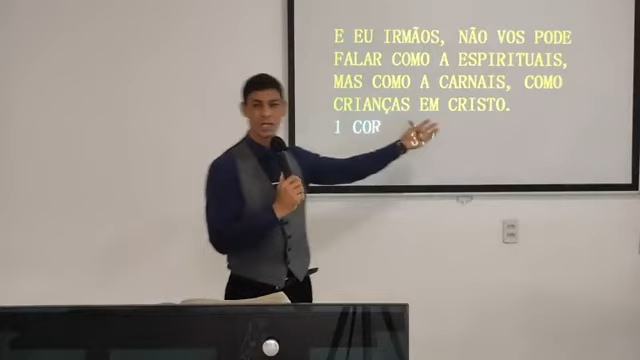 E EU IRMÃOS, NÃO VOS PODE
FALAR COMO A ESPIRITUAIS,
MAS COMO A CARNAIS, COMO
CRIANÇAS EM CRISTO.
1 COR